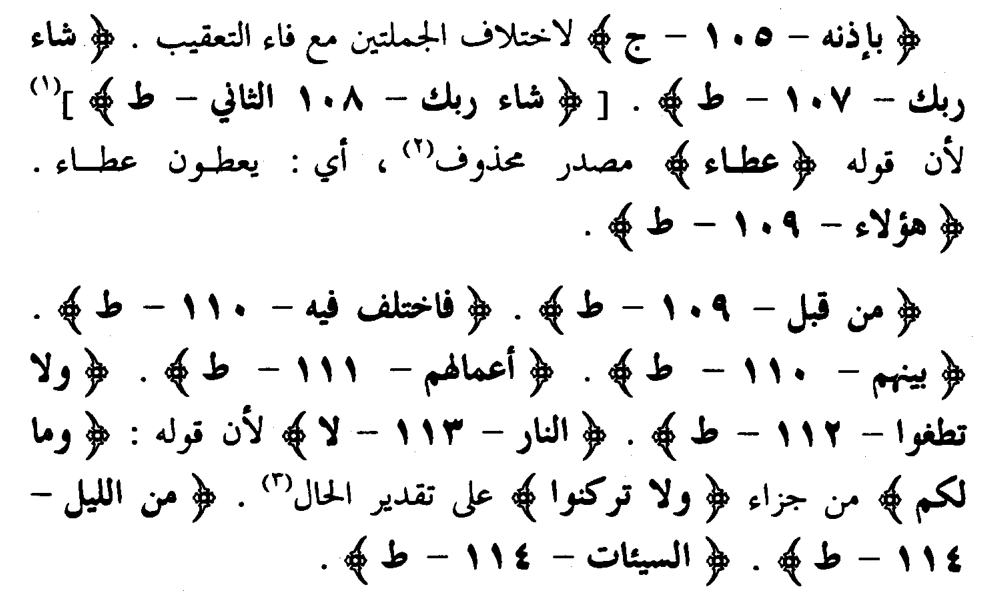 ﴿ بإذنه – ١٠٥ – ج ﴾ لاختلاف الجملتين مع فاء التعقيب . ﴿ شاء
ربك – ١٠٧ – ط ﴾ . [ ﴿ شاء ربك – ١٠٨ الثاني – ط ﴾ ](١)
لأن قوله ﴿ عطاء ﴾ مصدر محذوف(٢) ، أي : يعطون عطاء .
﴿ هؤلاء – ١٠٩ – ط ﴾ .
﴿ من قبل – ١٠٩ – ط ﴾ . ﴿ فاختلف فيه – ١١٠ – ط ﴾ .
﴿ بينهم – ١١٠ – ط ﴾ . ﴿ أعمالهم – ١١١ – ط ﴾ . ﴿ ولا
تطغوا – ١١٢ – ط ﴾ . ﴿ النار – ١١٣ – لا ﴾ لأن قوله : ﴿ وما
لكم ﴾ من جزاء ﴿ ولا تركنوا ﴾ على تقدير الحال(٣) . ﴿ من الليل –
١١٤ – ط ﴾ . ﴿ السيئات – ١١٤ – ط ﴾ .